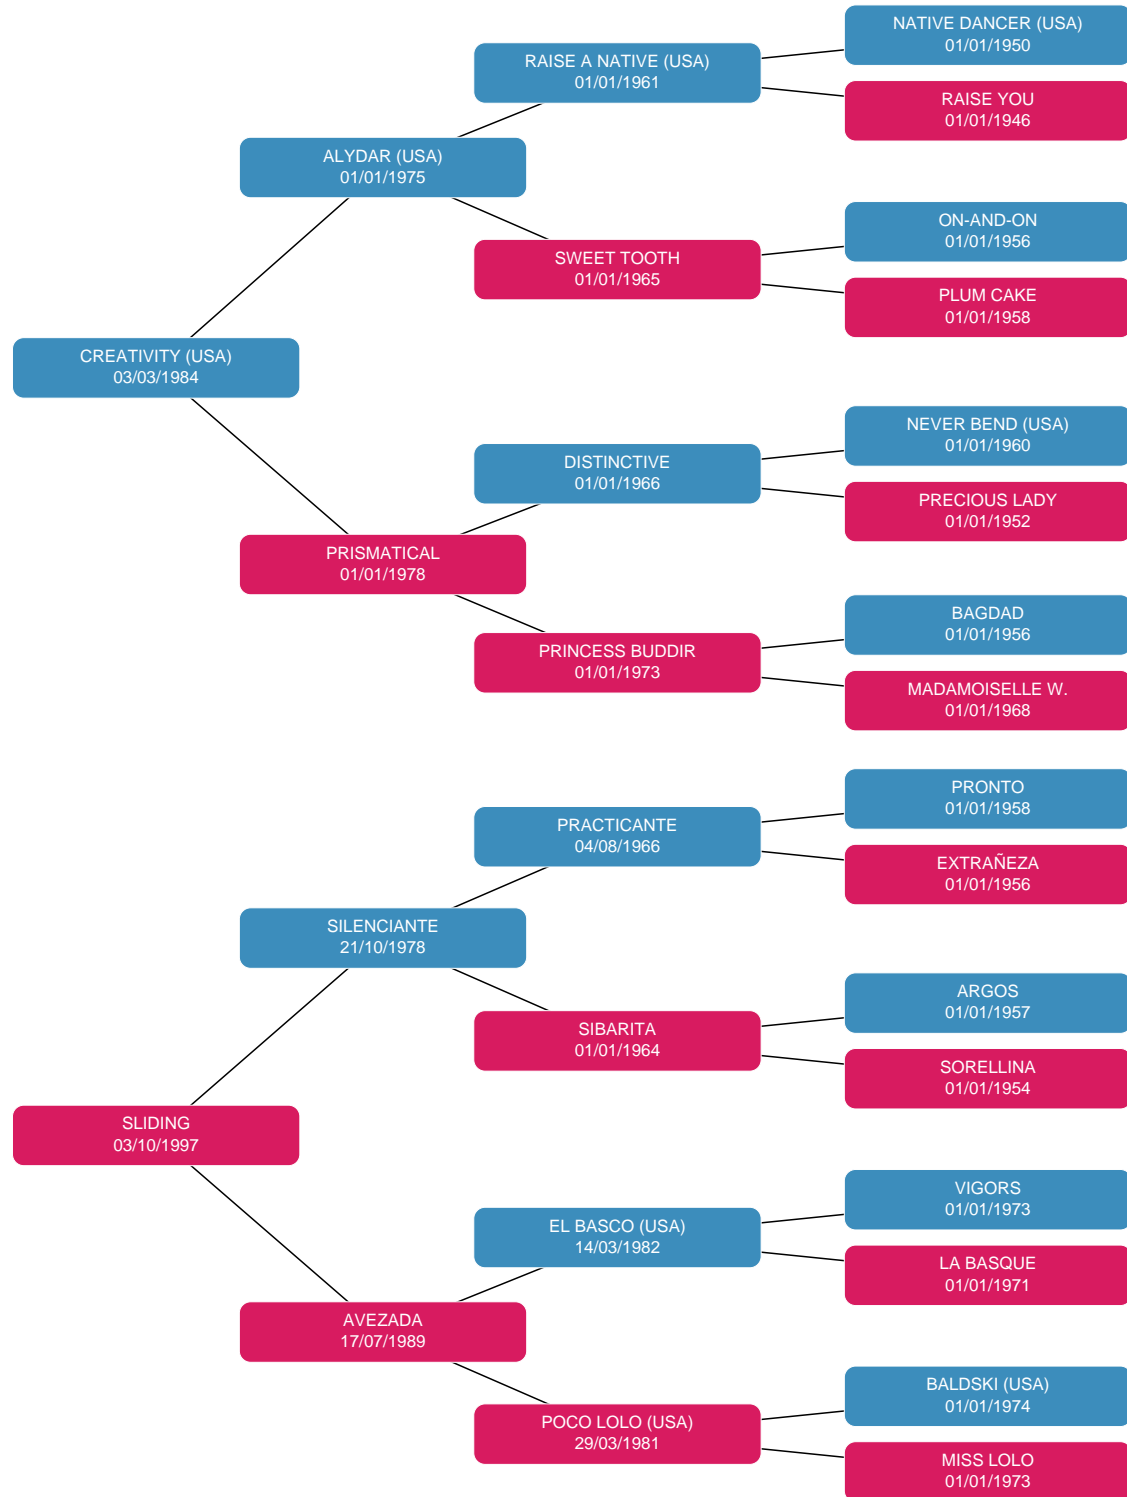 NATIVE DANCER (USA)
01/01/1950
RAISE A NATIVE (USA)
01/01/1961
RAISE YOU
01/01/1946
ALYDAR (USA)
01/01/1975
ON-AND-ON
01/01/1956
SWEET TOOTH
01/01/1965
PLUM CAKE
01/01/1958
CREATIVITY (USA)
03/03/1984
NEVER BEND (USA)
01/01/1960
DISTINCTIVE
01/01/1966
PRECIOUS LADY
01/01/1952
PRISMATICAL
01/01/1978
BAGDAD
01/01/1956
PRINCESS BUDDIR
01/01/1973
MADAMOISELLE W.
01/01/1968
PRONTO
01/01/1958
PRACTICANTE
04/08/1966
EXTRAÑEZA
01/01/1956
SILENCIANTE
21/10/1978
ARGOS
01/01/1957
SIBARITA
01/01/1964
SORELLINA
01/01/1954
SLIDING
03/10/1997
VIGORS
01/01/1973
EL BASCO (USA)
14/03/1982
LA BASQUE
01/01/1971
AVEZADA
17/07/1989
BALDSKI (USA)
01/01/1974
POCO LOLO (USA)
29/03/1981
MISS LOLO
01/01/1973